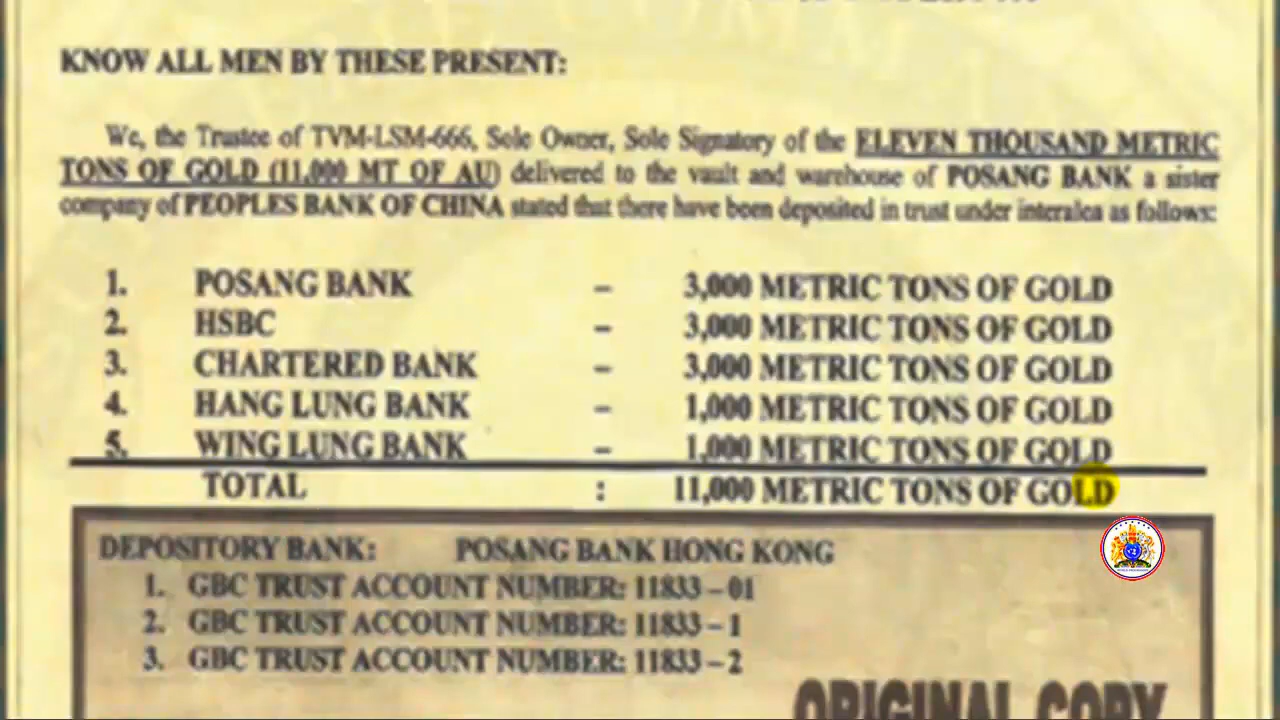 KNOW ALL MEN BY THESE PRESENT:
We, the Trustee of TVM-LSM-666, Sole Owner, Sole Signatory of the ELEVEN THOUSAND METRIC
TONS OF GOLD (11,000 MT OF AU) delivered to the vault and warehouse of POSANG BANK a sister
company of PEOPLES BANK OF CHINA stated that there have been deposited in trust under interalea as follows:
1. POSANG BANK – 3,000 METRIC TONS OF GOLD
2. HSBC – 3,000 METRIC TONS OF GOLD
3. CHARTERED BANK – 3,000 METRIC TONS OF GOLD
4. HANG LUNG BANK – 1,000 METRIC TONS OF GOLD
5. WING LUNG BANK – 1,000 METRIC TONS OF GOLD
TOTAL : 11,000 METRIC TONS OF GOLD
DEPOSITORY BANK: POSANG BANK HONG KONG
1. GBC TRUST ACCOUNT NUMBER: 11833 – 01
2. GBC TRUST ACCOUNT NUMBER: 11833 – 1
3. GBC TRUST ACCOUNT NUMBER: 11833 – 2
ORIGINAL COPY